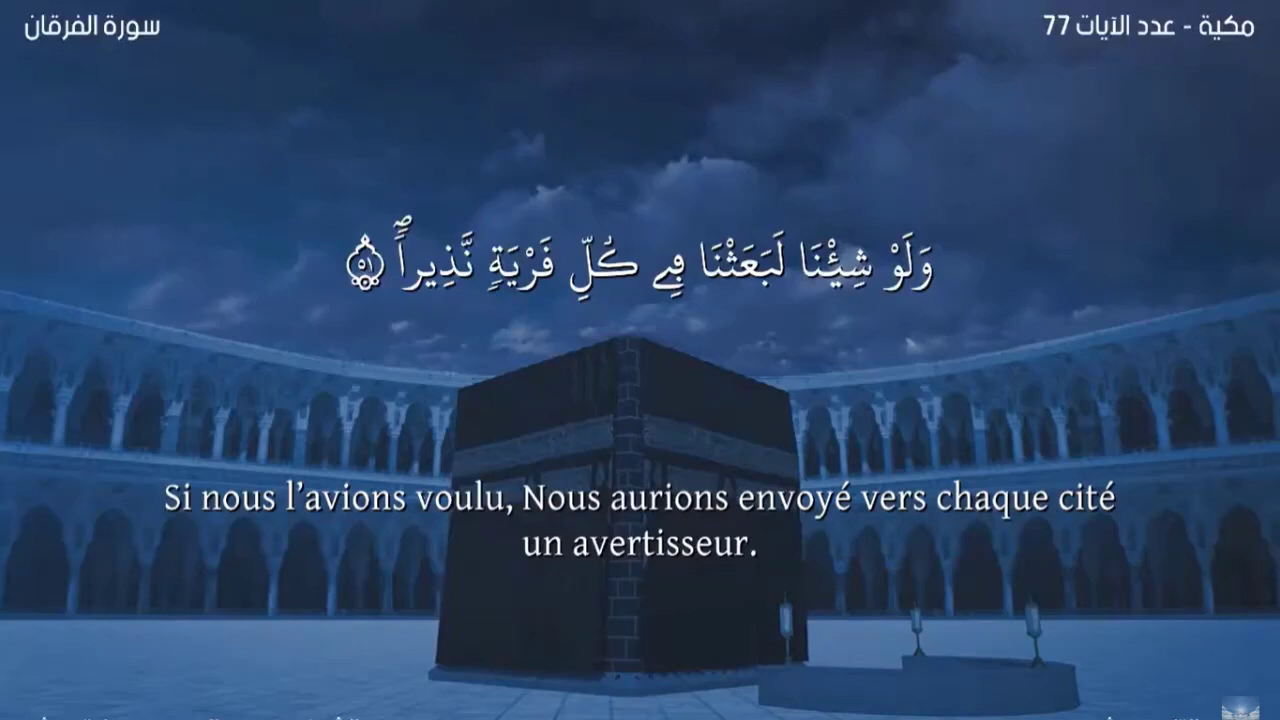 سورة الفرقان
مكية - عدد الآيات 77
وَلَوْ شِئْنَا لَبَعَثْنَا فِے كُلِّ قَرْيَةٖ نَّذِيراٗۖ ۝٥١
Si nous l’avions voulu, Nous aurions envoyé vers chaque cité
un avertisseur.